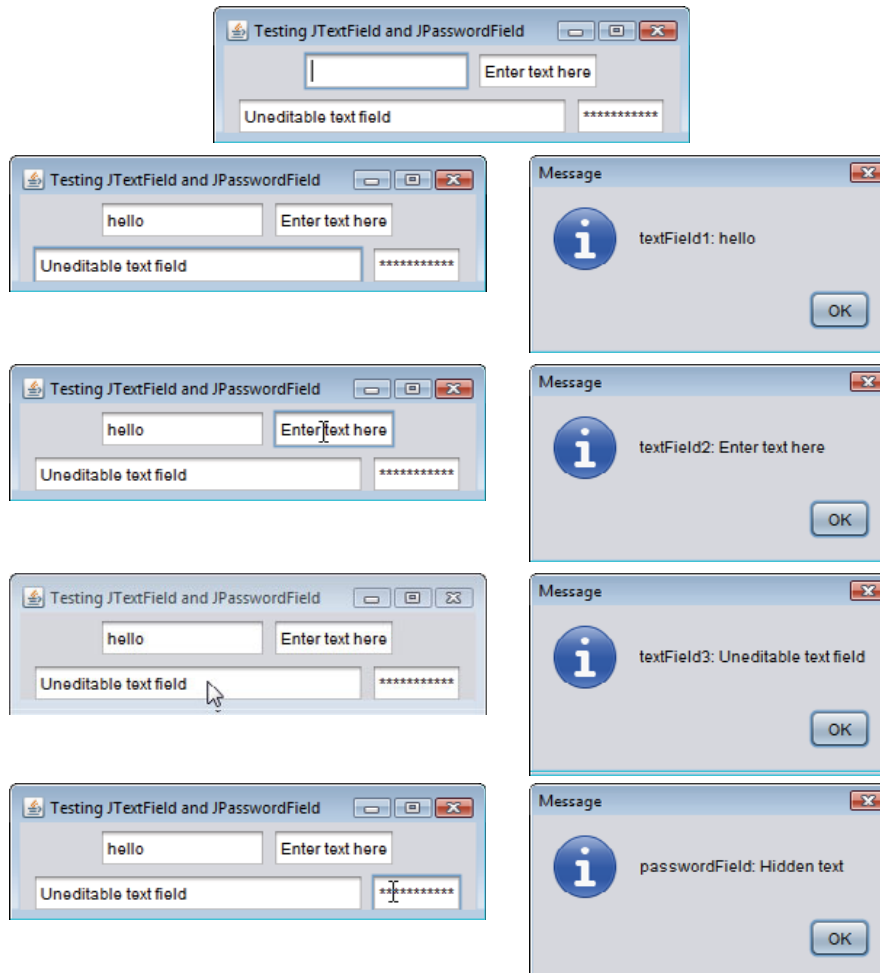 Testing JTextField and JPasswordField
Enter text here
Uneditable text field ***********
Testing JTextField and JPasswordField
hello Enter text here
Uneditable text field ***********
Message
textField1: hello
OK
Testing JTextField and JPasswordField
hello Enter text here
Uneditable text field ***********
Message
textField2: Enter text here
OK
Testing JTextField and JPasswordField
hello Enter text here
Uneditable text field ***********
Message
textField3: Uneditable text field
OK
Testing JTextField and JPasswordField
hello Enter text here
Uneditable text field ***********
Message
passwordField: Hidden text
OK